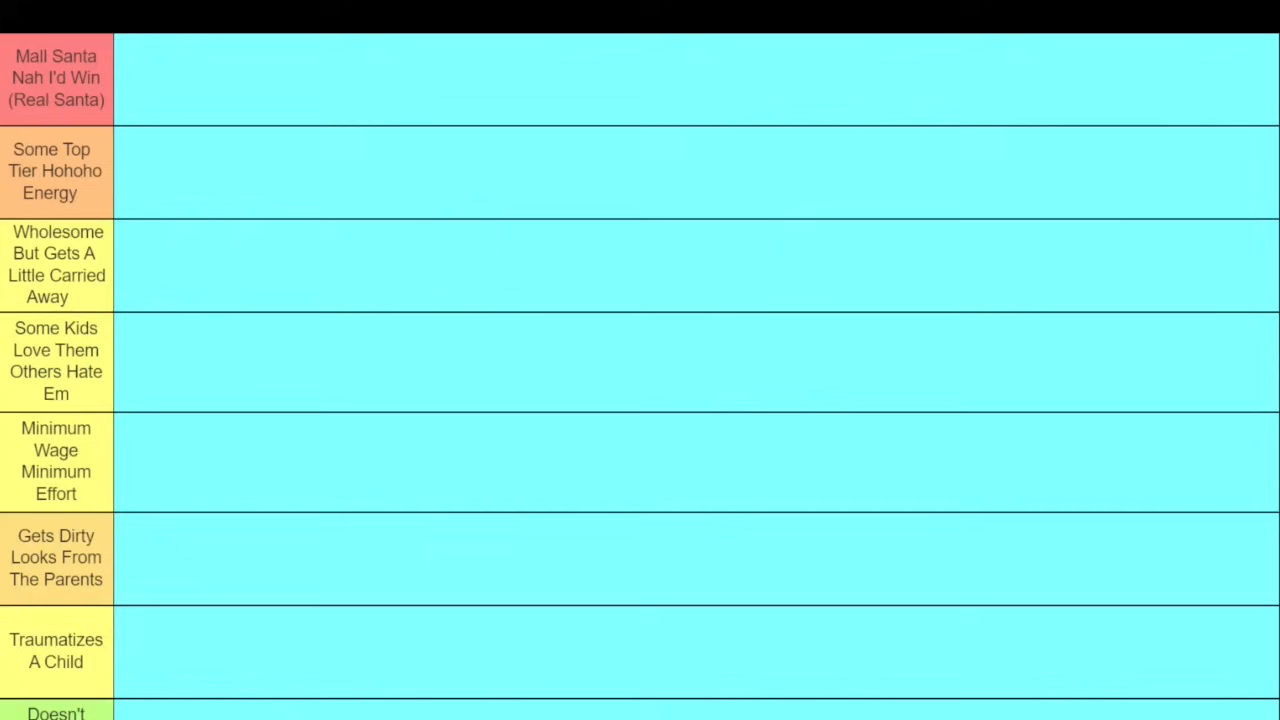 Mall Santa
Nah I'd Win
(Real Santa)
Some Top
Tier Hohoho
Energy
Wholesome
But Gets A
Little Carried
Away
Some Kids
Love Them
Others Hate
Em
Minimum
Wage
Minimum
Effort
Gets Dirty
Looks From
The Parents
Traumatizes
A Child
Doesn't